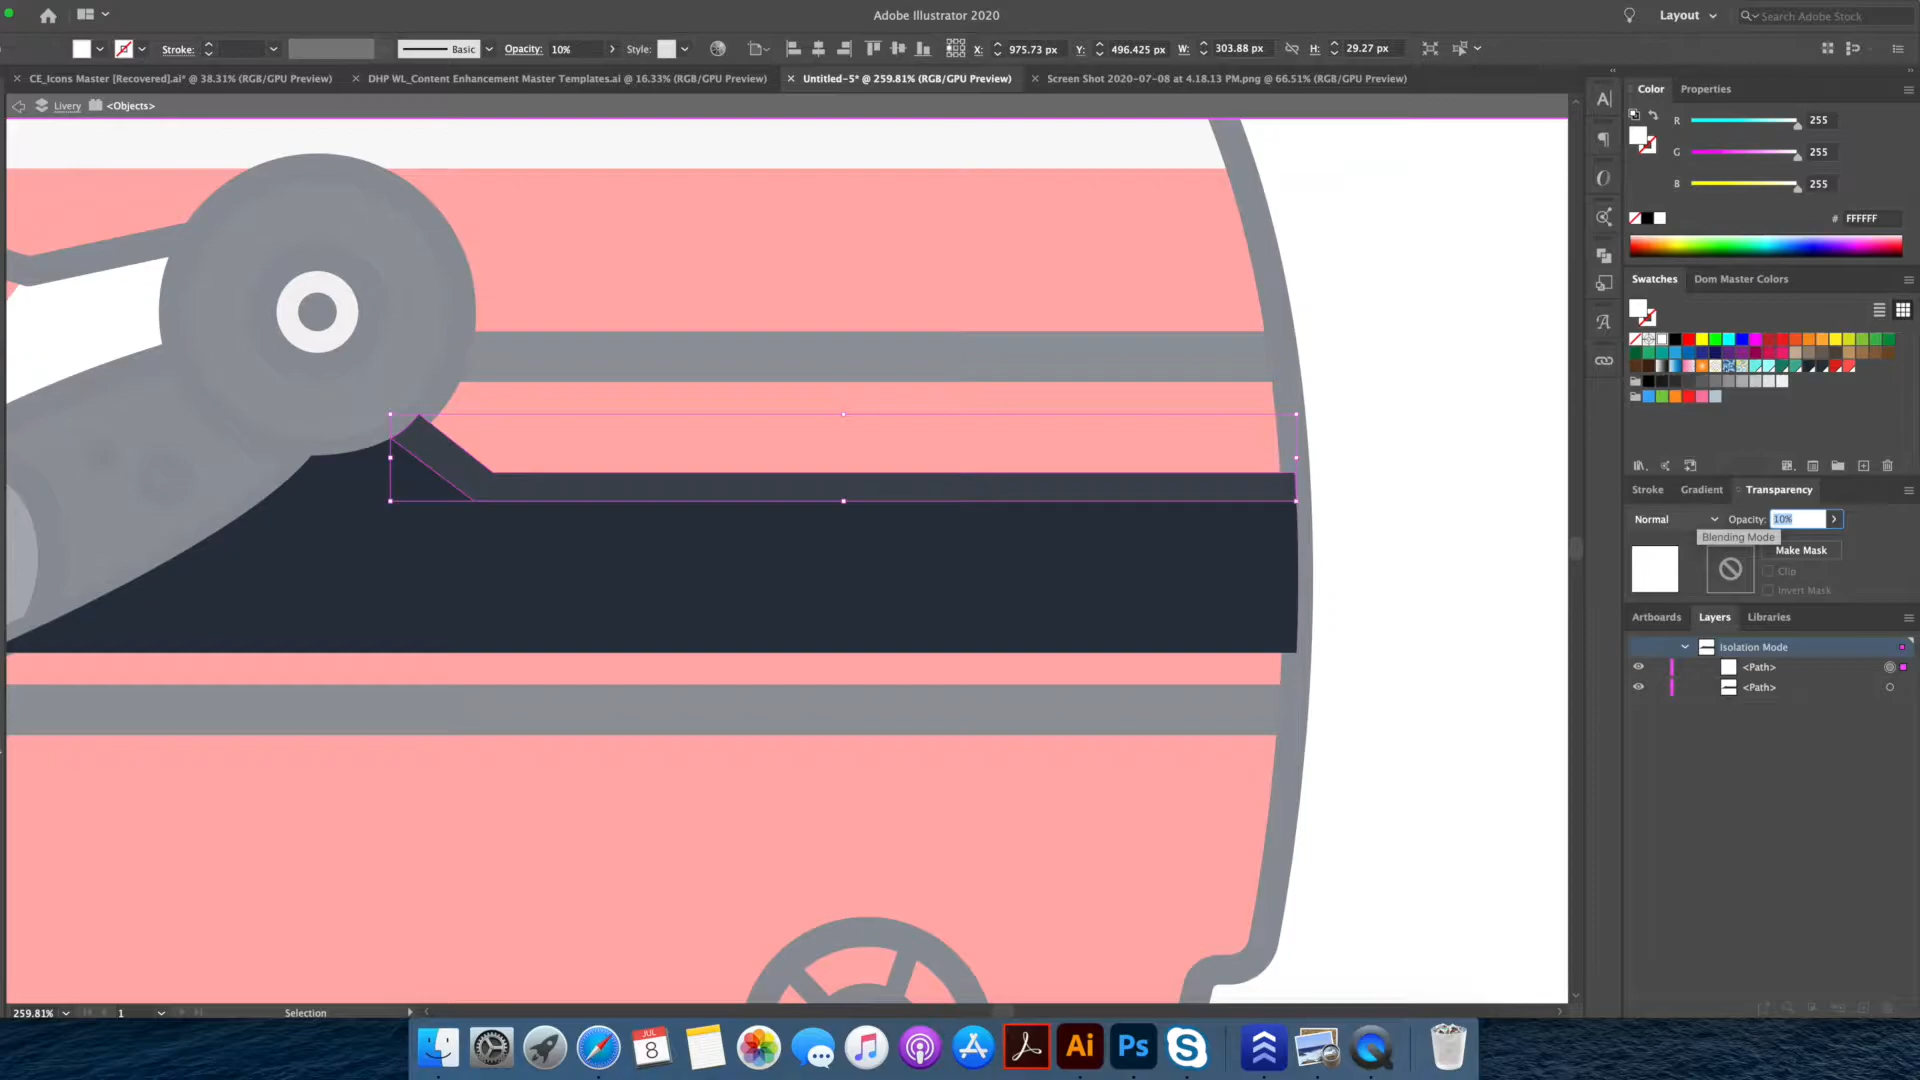 Adobe Illustrator 2020
Layout
Search Adobe Stock
Stroke:
Basic
Opacity: 10%
Style:
X: 975.73 px
Y: 496.425 px
W: 303.88 px
H: 29.27 px
CE_Icons Master [Recovered].ai* @ 38.31% (RGB/GPU Preview)
DHP WL_Content Enhancement Master Templates.ai @ 16.33% (RGB/GPU Preview)
Untitled-5* @ 259.81% (RGB/GPU Preview)
Screen Shot 2020-07-08 at 4.18.13 PM.png @ 66.51% (RGB/GPU Preview)
Livery
<Objects>
Color Properties
R 255
G 255
B 255
# FFFFFF
Swatches Dom Master Colors
Stroke Gradient Transparency
Normal Opacity: 10%
Blending Mode
Make Mask
Clip
Invert Mask
Artboards Layers Libraries
Isolation Mode
<Path>
<Path>
259.81%
1
Selection
JUL
8
Ai
Ps